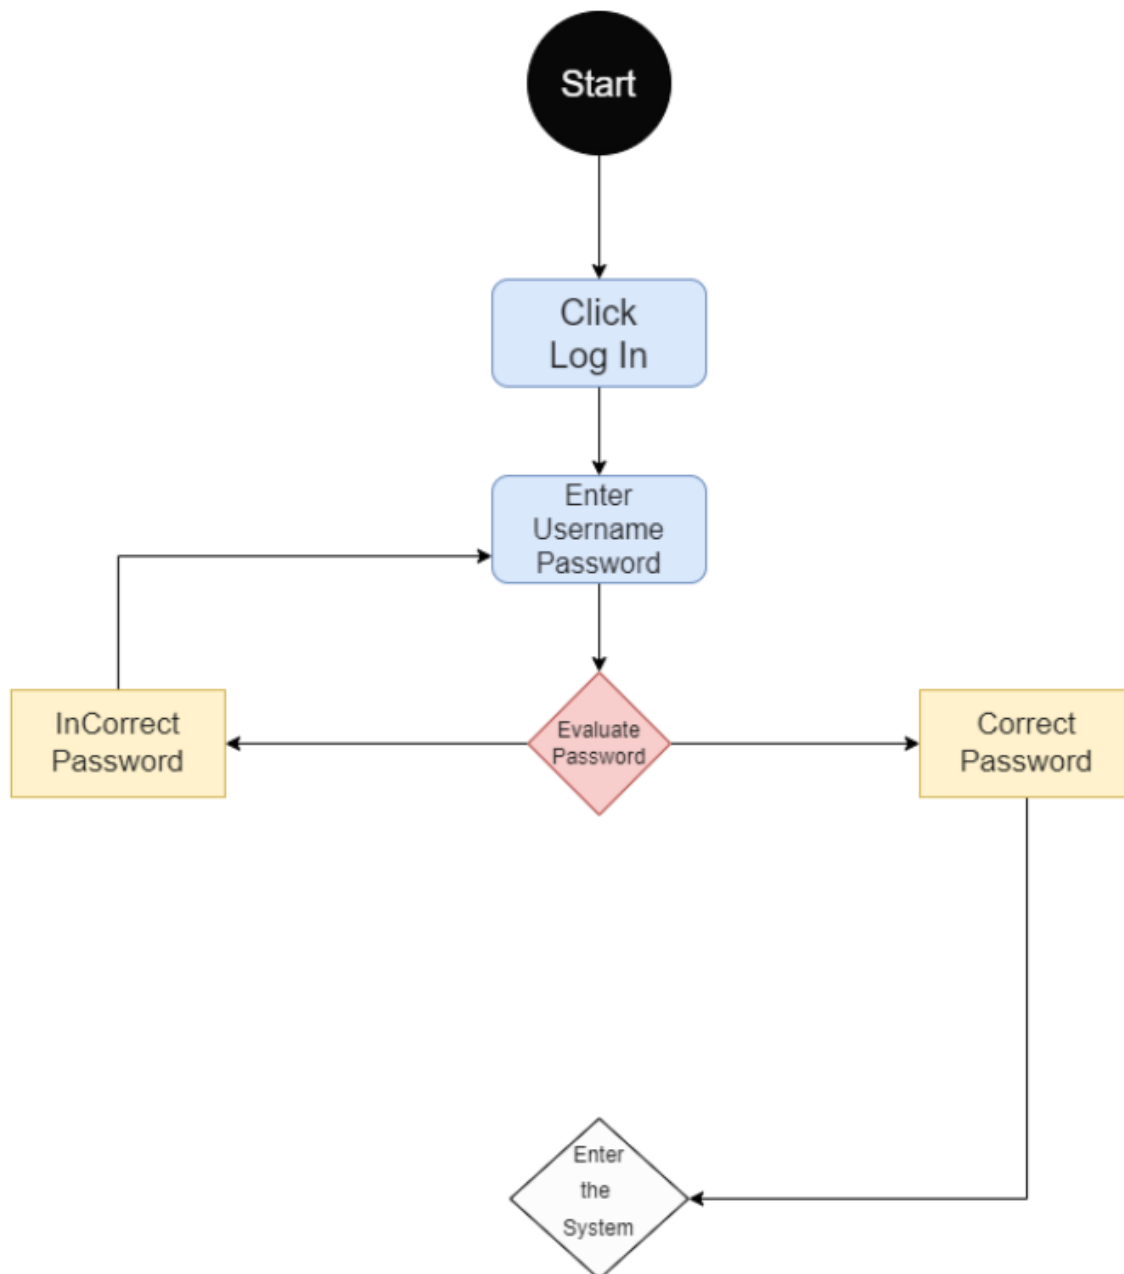 Start
Click
Log In
Enter
Username
Password
InCorrect
Password
Evaluate
Password
Correct
Password
Enter
the
System